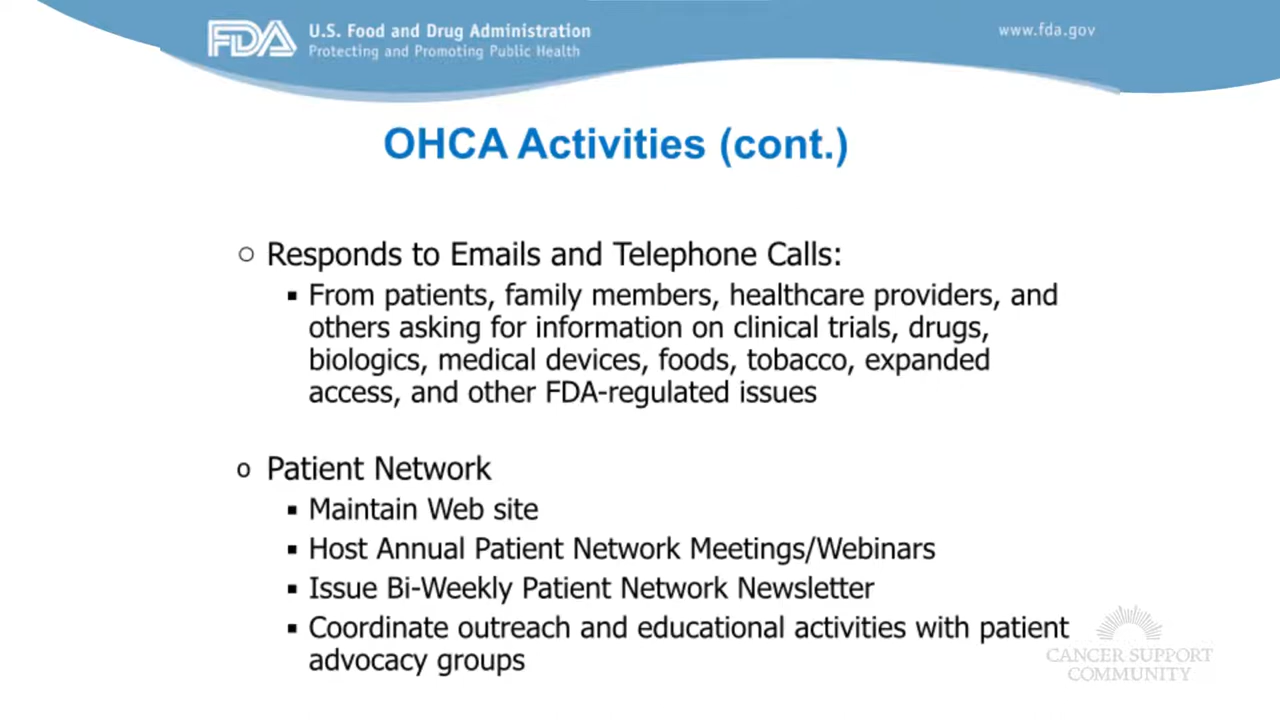 FDA U.S. Food and Drug Administration
Protecting and Promoting Public Health
www.fda.gov
OHCA Activities (cont.)
○ Responds to Emails and Telephone Calls:
▪ From patients, family members, healthcare providers, and
others asking for information on clinical trials, drugs,
biologics, medical devices, foods, tobacco, expanded
access, and other FDA-regulated issues
o Patient Network
▪ Maintain Web site
▪ Host Annual Patient Network Meetings/Webinars
▪ Issue Bi-Weekly Patient Network Newsletter
▪ Coordinate outreach and educational activities with patient
advocacy groups
CANCER SUPPORT
COMMUNITY